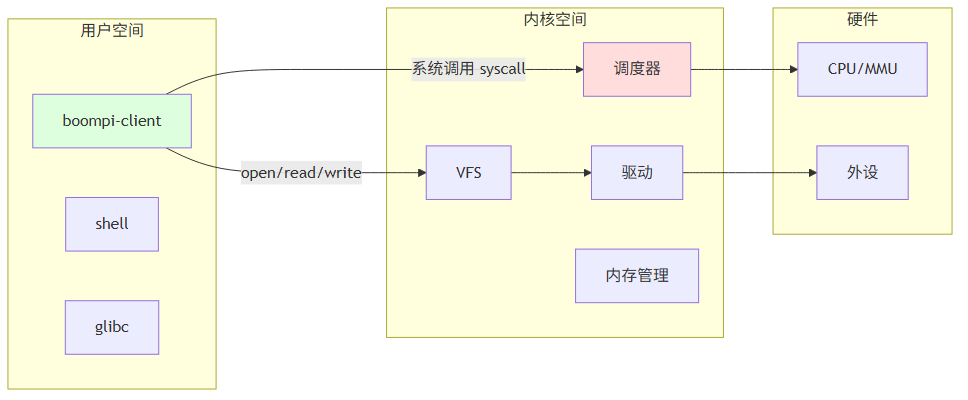 用户空间
boompi-client
shell
glibc
系统调用 syscall
open/read/write
内核空间
调度器
VFS
驱动
内存管理
硬件
CPU/MMU
外设